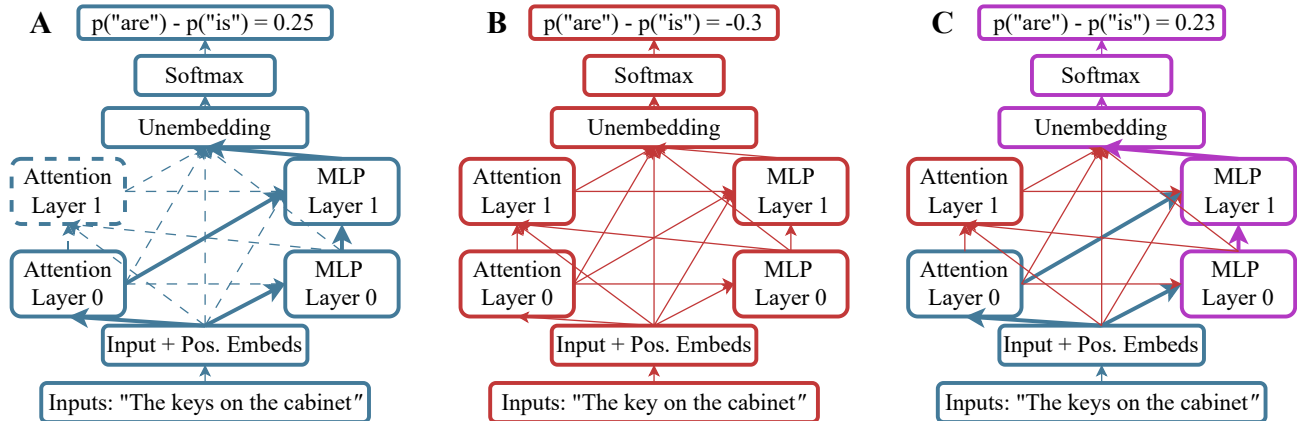 A
p("are") - p("is") = 0.25
Softmax
Unembedding
Attention
Layer 1
MLP
Layer 1
Attention
Layer 0
MLP
Layer 0
Input + Pos. Embeds
Inputs: "The keys on the cabinet"
B
p("are") - p("is") = -0.3
Softmax
Unembedding
Attention
Layer 1
MLP
Layer 1
Attention
Layer 0
MLP
Layer 0
Input + Pos. Embeds
Inputs: "The key on the cabinet"
C
p("are") - p("is") = 0.23
Softmax
Unembedding
Attention
Layer 1
MLP
Layer 1
Attention
Layer 0
MLP
Layer 0
Input + Pos. Embeds
Inputs: "The keys on the cabinet"